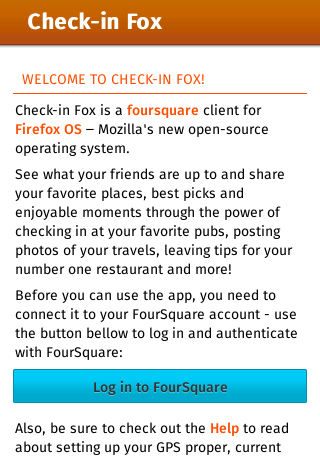 Check-in Fox
WELCOME TO CHECK-IN FOX!
Check-in Fox is a foursquare client for
Firefox OS – Mozilla's new open-source
operating system.
See what your friends are up to and share
your favorite places, best picks and
enjoyable moments through the power of
checking in at your favorite pubs, posting
photos of your travels, leaving tips for your
number one restaurant and more!
Before you can use the app, you need to
connect it to your FourSquare account - use
the button bellow to log in and authenticate
with FourSquare:
Log in to FourSquare
Also, be sure to check out the Help to read
about setting up your GPS proper, current